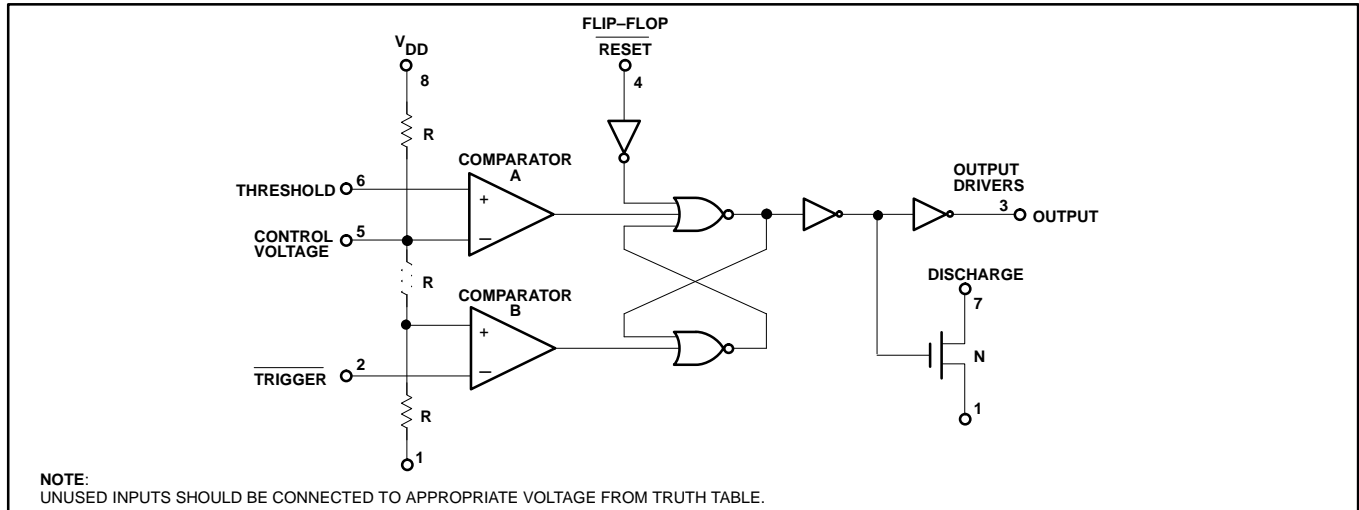 FLIP–FLOP
RESET
4
V
DD
8
R
COMPARATOR
A
THRESHOLD
6
+
OUTPUT
DRIVERS
3
OUTPUT
5
CONTROL
VOLTAGE
–
R
COMPARATOR
B
DISCHARGE
7
+
N
TRIGGER
2
–
R
1
1
NOTE:
UNUSED INPUTS SHOULD BE CONNECTED TO APPROPRIATE VOLTAGE FROM TRUTH TABLE.